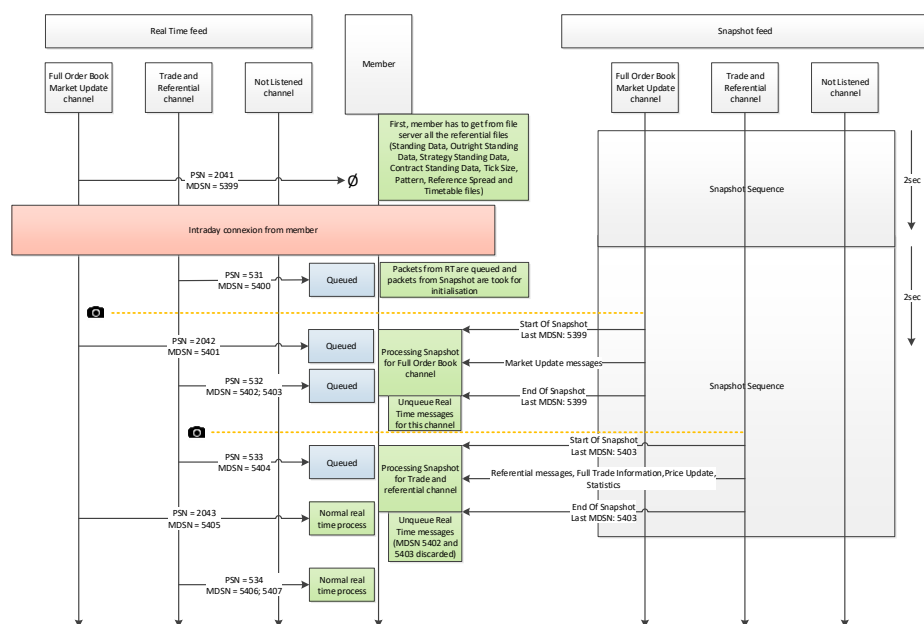 Real Time feed
Member
Snapshot feed
Full Order Book
Market Update
channel
Trade and
Referential
channel
Not Listened
channel
Full Order Book
Market Update
channel
Trade and
Referential
channel
Not Listened
channel
First, member has to get from file
server all the referential files
(Standing Data, Outright Standing
Data, Strategy Standing Data,
Contract Standing Data, Tick Size,
Pattern, Reference Spread and
Timetable files)
PSN = 2041
MDSN = 5399
Ø
Snapshot Sequence
2sec
Intraday connexion from member
PSN = 531
MDSN = 5400
Queued
Packets from RT are queued and
packets from Snapshot are took for
initialisation
2sec
Start Of Snapshot
Last MDSN: 5399
PSN = 2042
MDSN = 5401
Queued
Processing Snapshot
for Full Order Book
channel
Market Update messages
PSN = 532
MDSN = 5402; 5403
Queued
Snapshot Sequence
End Of Snapshot
Last MDSN: 5399
Unqueue Real
Time messages
for this channel
Start Of Snapshot
Last MDSN: 5403
PSN = 533
MDSN = 5404
Queued
Processing Snapshot
for Trade and
referential channel
Referential messages, Full Trade Information,Price Update,
Statistics
PSN = 2043
MDSN = 5405
Normal real
time process
End Of Snapshot
Last MDSN: 5403
Unqueue Real
Time messages
(MDSN 5402 and
5403 discarded)
PSN = 534
MDSN = 5406; 5407
Normal real
time process